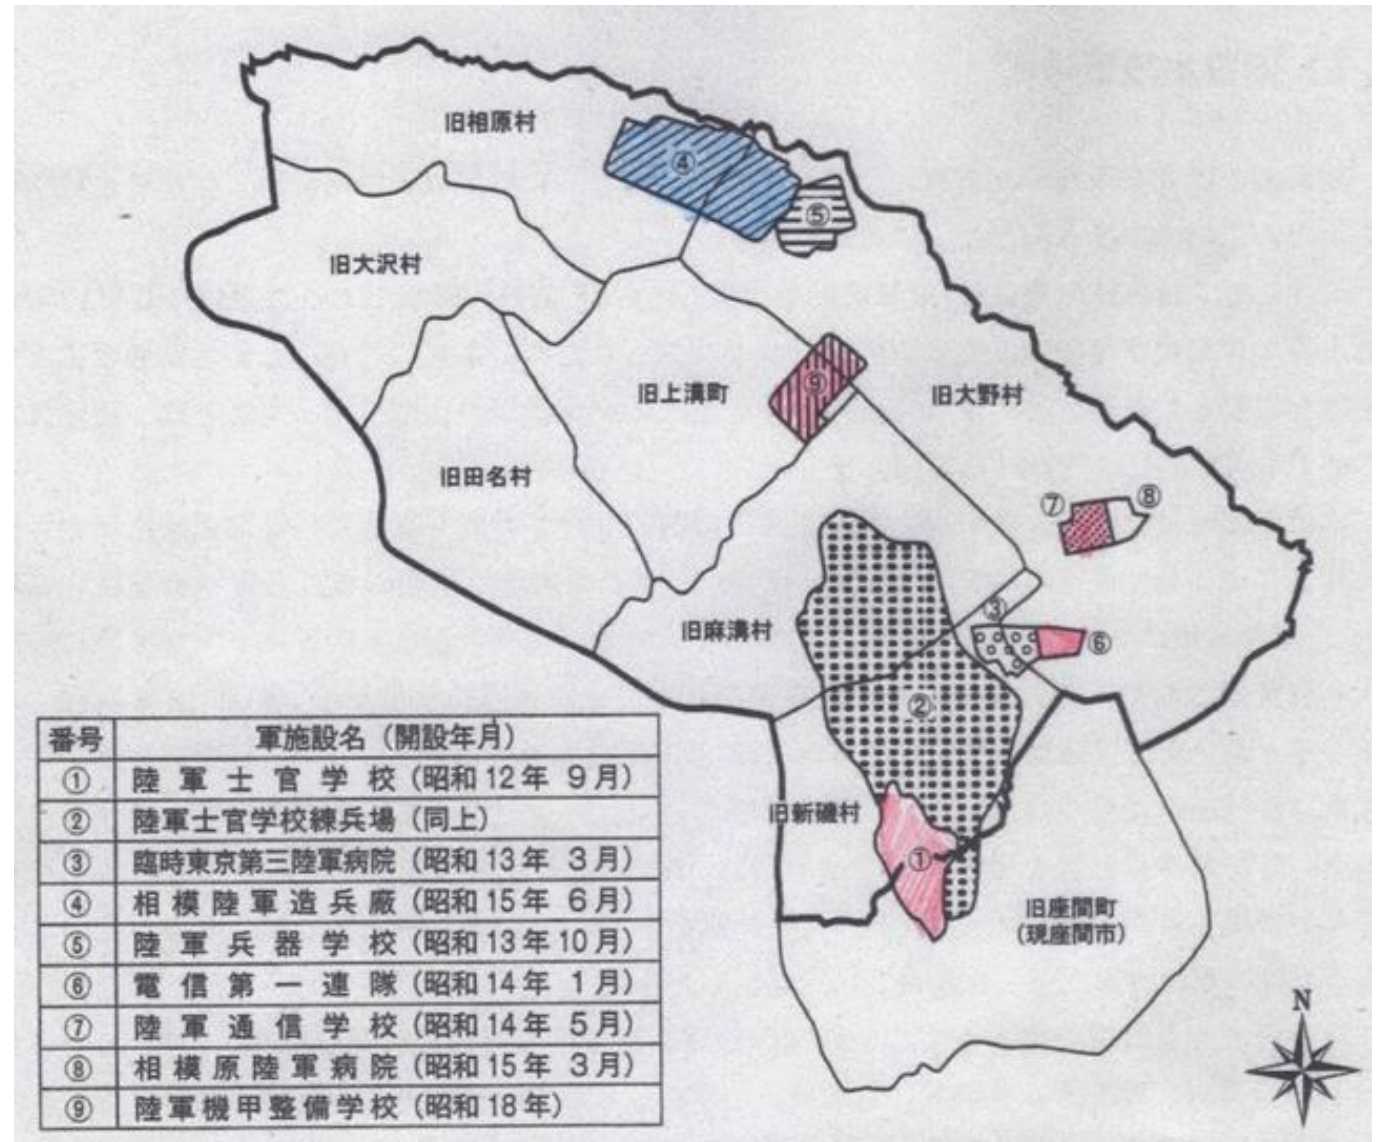 旧相原村
④
⑤
旧大沢村
旧上溝町
⑨
旧大野村
旧田名村
⑦
⑧
旧麻溝村
③
⑥
②
旧新磯村
①
旧座間町
(現座間市)
N
番号 軍施設名(開設年月)
① 陸軍士官学校(昭和12年 9月)
② 陸軍士官学校練兵場(同上)
③ 臨時東京第三陸軍病院(昭和13年 3月)
④ 相模陸軍造兵廠(昭和15年 6月)
⑤ 陸軍兵器学校(昭和13年10月)
⑥ 電信第一連隊(昭和14年 1月)
⑦ 陸軍通信学校(昭和14年 5月)
⑧ 相模原陸軍病院(昭和15年 3月)
⑨ 陸軍機甲整備学校(昭和18年)